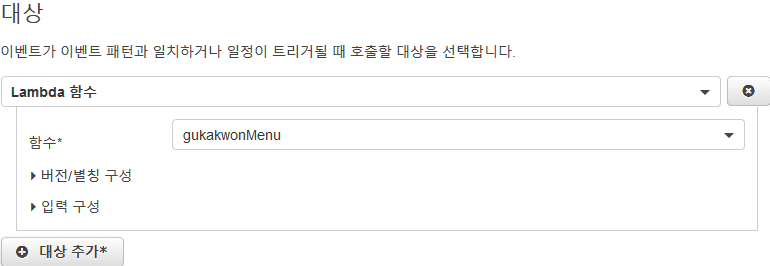 대상
이벤트가 이벤트 패턴과 일치하거나 일정이 트리거될 때 호출할 대상을 선택합니다.
Lambda 함수
함수* gukakwonMenu
버전/별칭 구성
입력 구성
대상 추가*